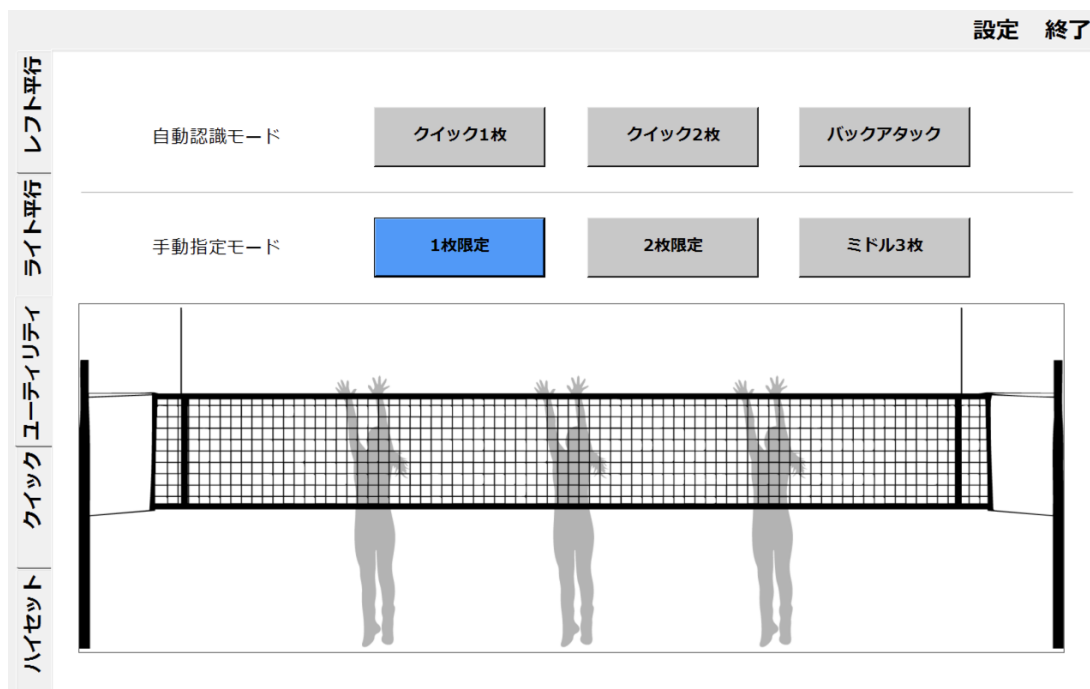 設定 終了
レフト平行
ライト平行
ユーティリティ
クイック
ハイセット
自動認識モード
クイック1枚
クイック2枚
バックアタック
手動指定モード
1枚限定
2枚限定
ミドル3枚